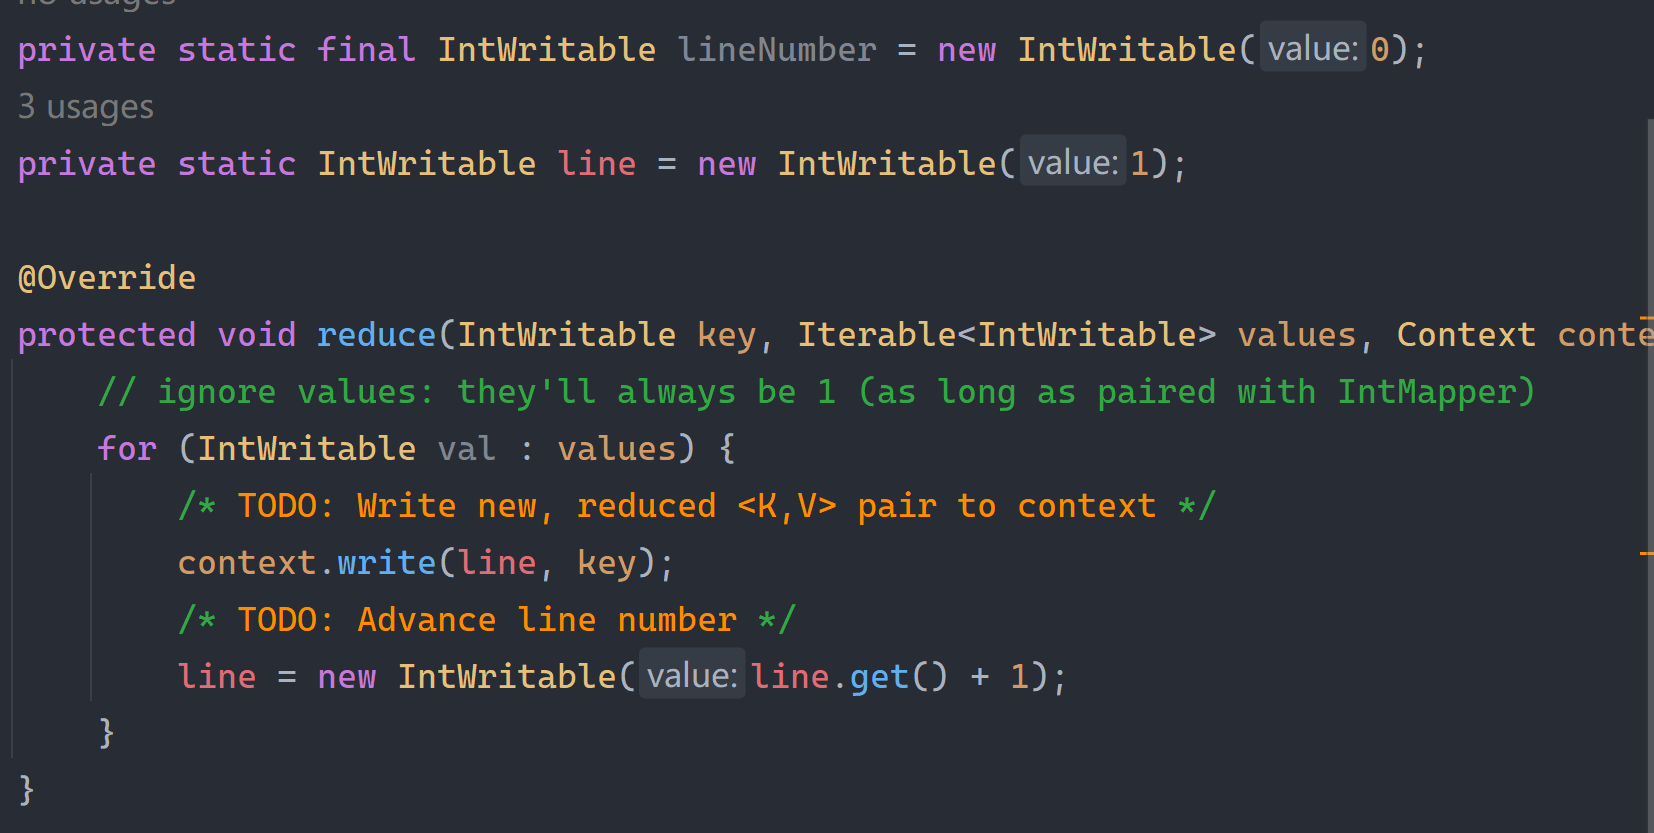 no usages
private static final IntWritable lineNumber = new IntWritable( value: 0);
3 usages
private static IntWritable line = new IntWritable( value: 1);
@Override
protected void reduce(IntWritable key, Iterable<IntWritable> values, Context conte
// ignore values: they'll always be 1 (as long as paired with IntMapper)
for (IntWritable val : values) {
/* TODO: Write new, reduced <K,V> pair to context */
context.write(line, key);
/* TODO: Advance line number */
line = new IntWritable( value: line.get() + 1);
}
}